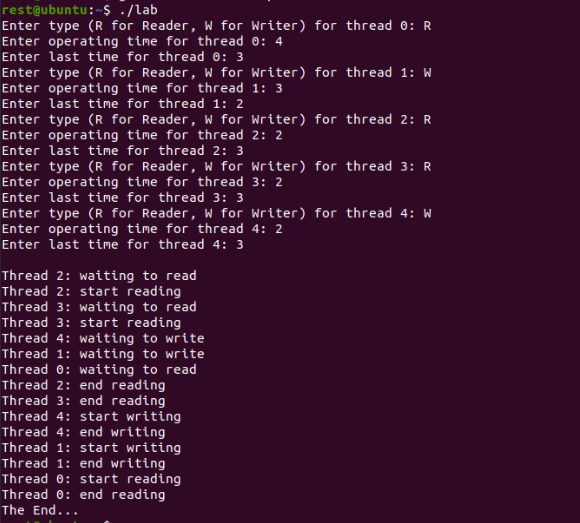 rest@ubuntu:~$ ./lab
Enter type (R for Reader, W for Writer) for thread 0: R
Enter operating time for thread 0: 4
Enter last time for thread 0: 3
Enter type (R for Reader, W for Writer) for thread 1: W
Enter operating time for thread 1: 3
Enter last time for thread 1: 2
Enter type (R for Reader, W for Writer) for thread 2: R
Enter operating time for thread 2: 2
Enter last time for thread 2: 3
Enter type (R for Reader, W for Writer) for thread 3: R
Enter operating time for thread 3: 2
Enter last time for thread 3: 3
Enter type (R for Reader, W for Writer) for thread 4: W
Enter operating time for thread 4: 2
Enter last time for thread 4: 3
Thread 2: waiting to read
Thread 2: start reading
Thread 3: waiting to read
Thread 3: start reading
Thread 4: waiting to write
Thread 1: waiting to write
Thread 0: waiting to read
Thread 2: end reading
Thread 3: end reading
Thread 4: start writing
Thread 4: end writing
Thread 1: start writing
Thread 1: end writing
Thread 0: start reading
Thread 0: end reading
The End...